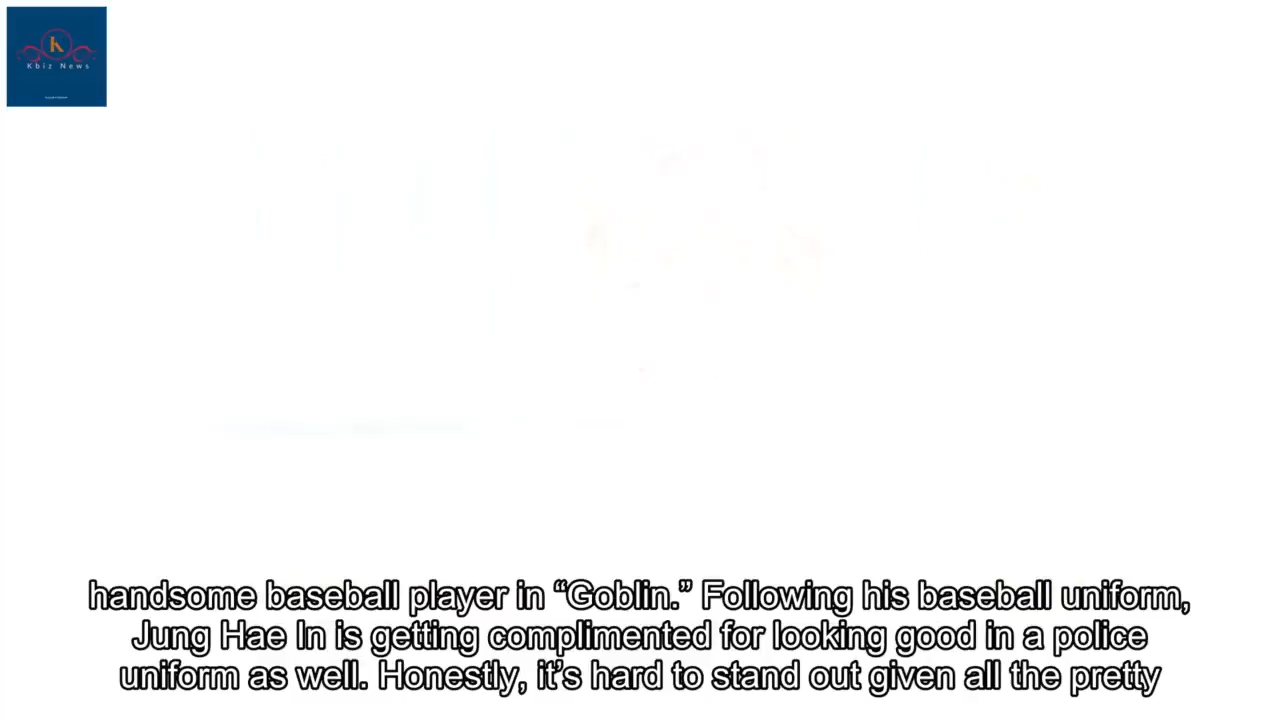 K
Kbiz News
handsome baseball player in “Goblin.” Following his baseball uniform,
Jung Hae In is getting complimented for looking good in a police
uniform as well. Honestly, it’s hard to stand out given all the pretty